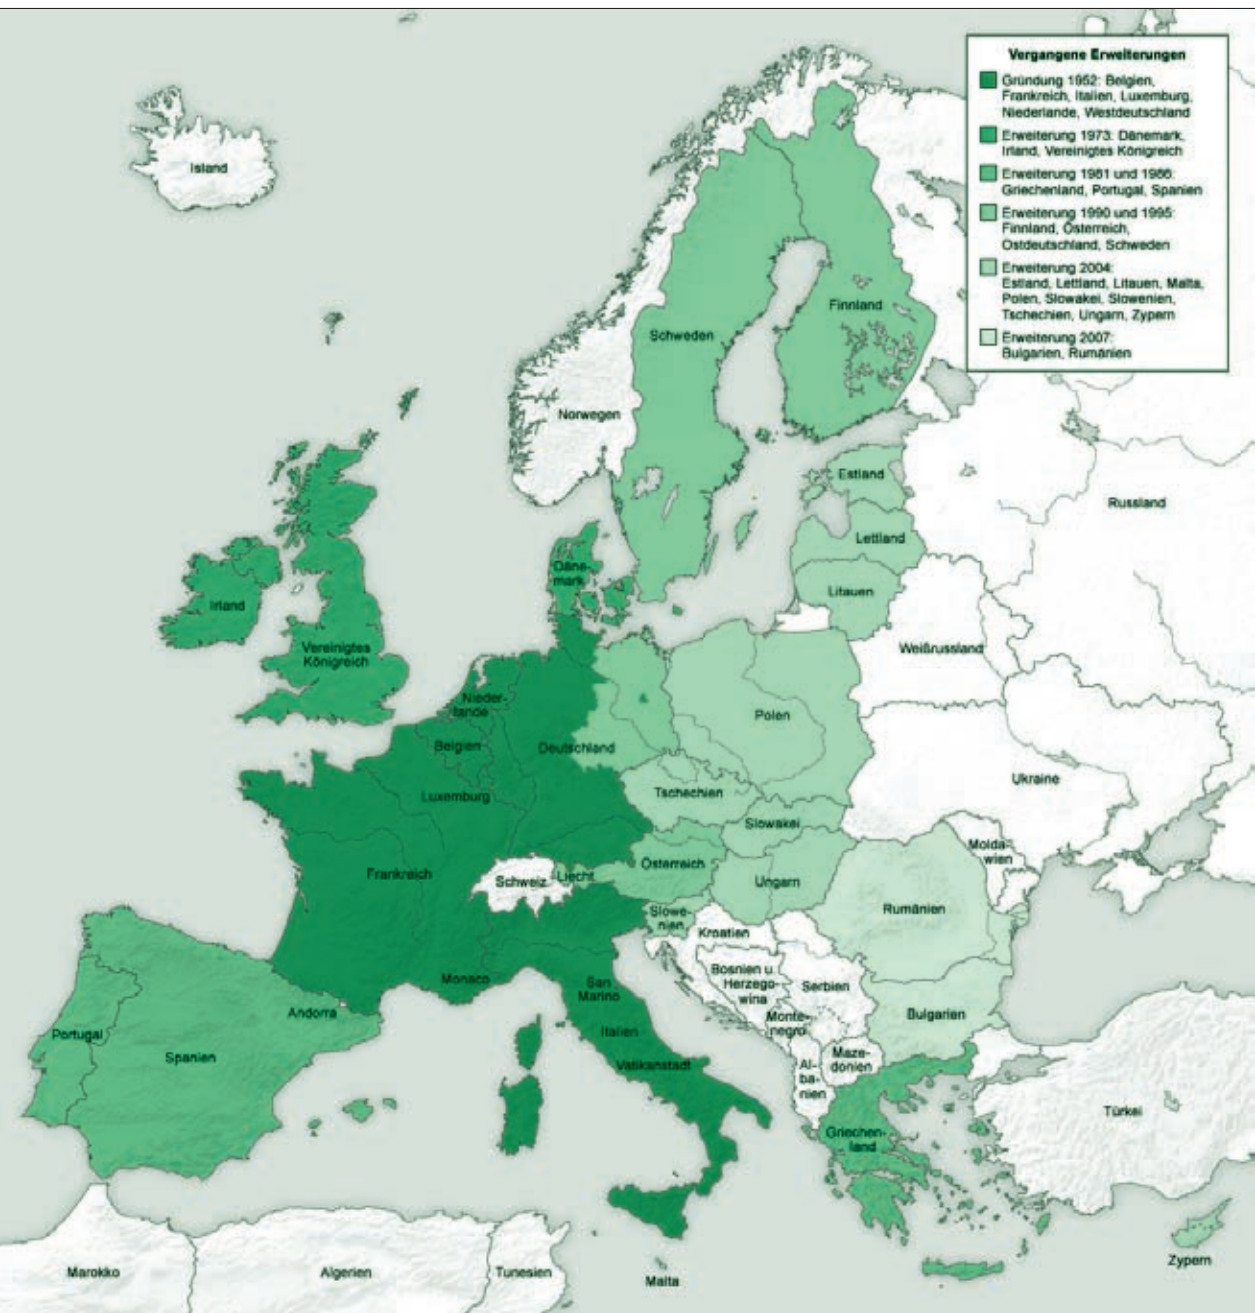 Vergangene Erweiterungen
Gründung 1952: Belgien,
Frankreich, Italien, Luxemburg,
Niederlande, Westdeutschland
Erweiterung 1973: Dänemark,
Irland, Vereinigtes Königreich
Erweiterung 1981 und 1986:
Griechenland, Portugal, Spanien
Erweiterung 1990 und 1995:
Finnland, Österreich,
Ostdeutschland, Schweden
Erweiterung 2004:
Estland, Lettland, Litauen, Malta,
Polen, Slowakei, Slowenien,
Tschechien, Ungarn, Zypern
Erweiterung 2007:
Bulgarien, Rumänien
Island
Finnland
Schweden
Norwegen
Estland
Russland
Lettland
Däne-
mark
Litauen
Irland
Vereinigtes
Königreich
Weißrussland
Nieder-
lande
Polen
Belgien
Deutschland
Ukraine
Tschechien
Luxemburg
Slowakei
Molda-
wien
Österreich
Frankreich
Liecht
Schweiz
Ungarn
Rumänien
Slowe-
nien
Kroatien
Bosnien u
Herzego-
wina
Monaco
San
Marino
Serbien
Andorra
Bulgarien
Monte-
negro
Portugal
Italien
Spanien
Vatikanstadt
Maze-
donien
Al-
ba-
nien
Türkei
Griechen-
land
Zypern
Marokko
Algerien
Tunesien
Malta